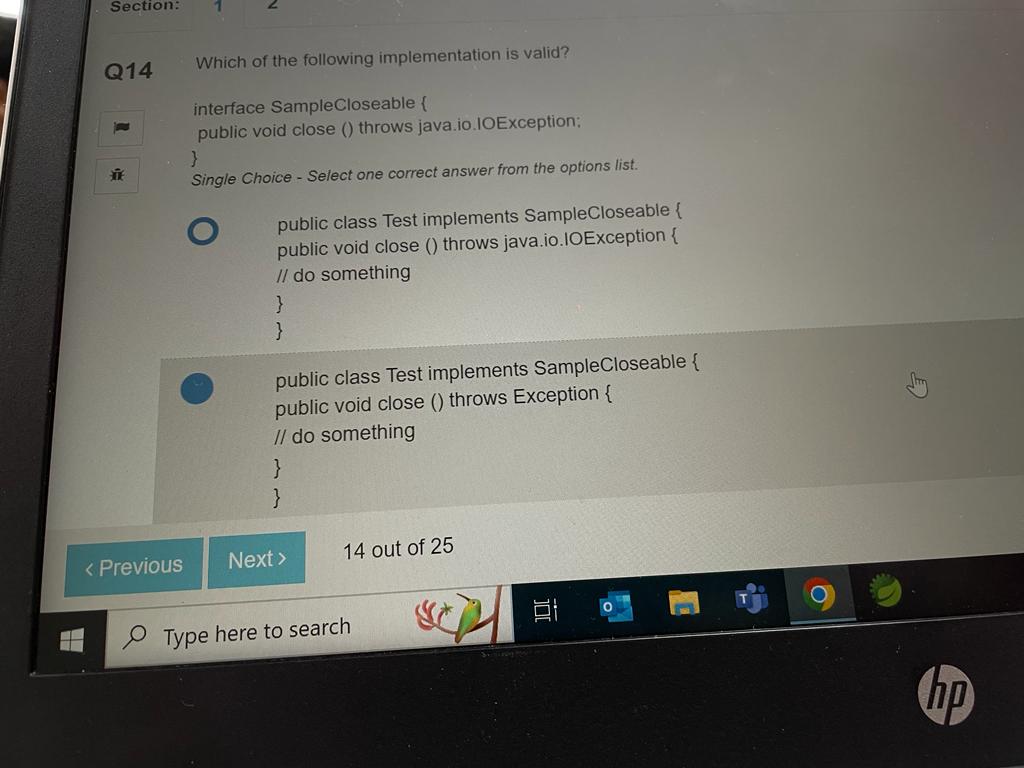 Section: 1 2
Q14 Which of the following implementation is valid?
interface SampleCloseable {
public void close () throws java.io.IOException;
}
Single Choice - Select one correct answer from the options list.
public class Test implements SampleCloseable {
public void close () throws java.io.IOException {
// do something
}
}
public class Test implements SampleCloseable {
public void close () throws Exception {
// do something
}
}
‹ Previous Next › 14 out of 25
Type here to search
hp